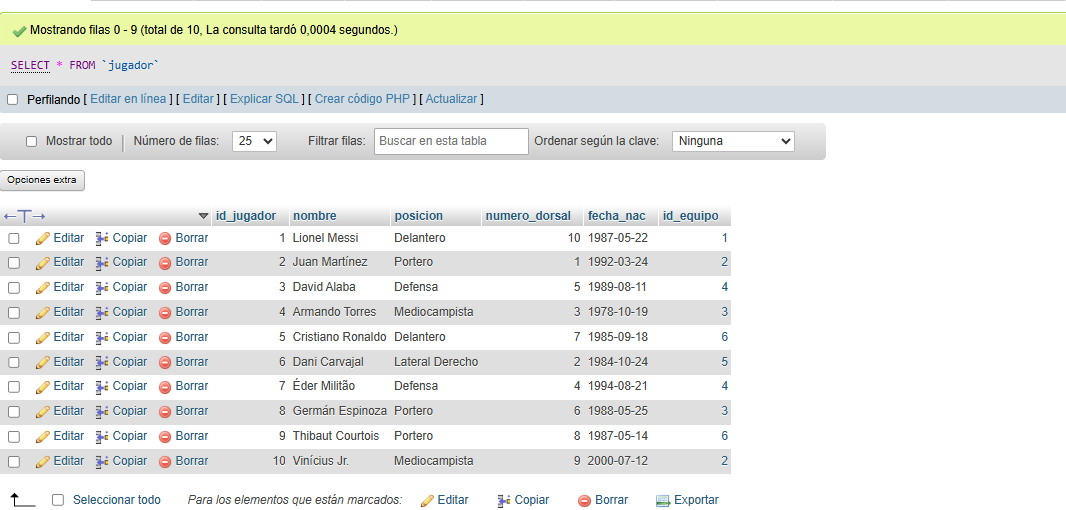 Mostrando filas 0 - 9 (total de 10, La consulta tardó 0,0004 segundos.)
SELECT * FROM `jugador`
Perfilando [ Editar en línea ] [ Editar ] [ Explicar SQL ] [ Crear código PHP ] [ Actualizar ]
Mostrar todo Número de filas: 25 Filtrar filas: Buscar en esta tabla Ordenar según la clave: Ninguna
Opciones extra
id_jugador nombre posicion numero_dorsal fecha_nac id_equipo
Editar Copiar Borrar 1 Lionel Messi Delantero 10 1987-05-22 1
Editar Copiar Borrar 2 Juan Martínez Portero 1 1992-03-24 2
Editar Copiar Borrar 3 David Alaba Defensa 5 1989-08-11 4
Editar Copiar Borrar 4 Armando Torres Mediocampista 3 1978-10-19 3
Editar Copiar Borrar 5 Cristiano Ronaldo Delantero 7 1985-09-18 6
Editar Copiar Borrar 6 Dani Carvajal Lateral Derecho 2 1984-10-24 5
Editar Copiar Borrar 7 Éder Militão Defensa 4 1994-08-21 4
Editar Copiar Borrar 8 Germán Espinoza Portero 6 1988-05-25 3
Editar Copiar Borrar 9 Thibaut Courtois Portero 8 1987-05-14 6
Editar Copiar Borrar 10 Vinícius Jr. Mediocampista 9 2000-07-12 2
Seleccionar todo Para los elementos que están marcados: Editar Copiar Borrar Exportar